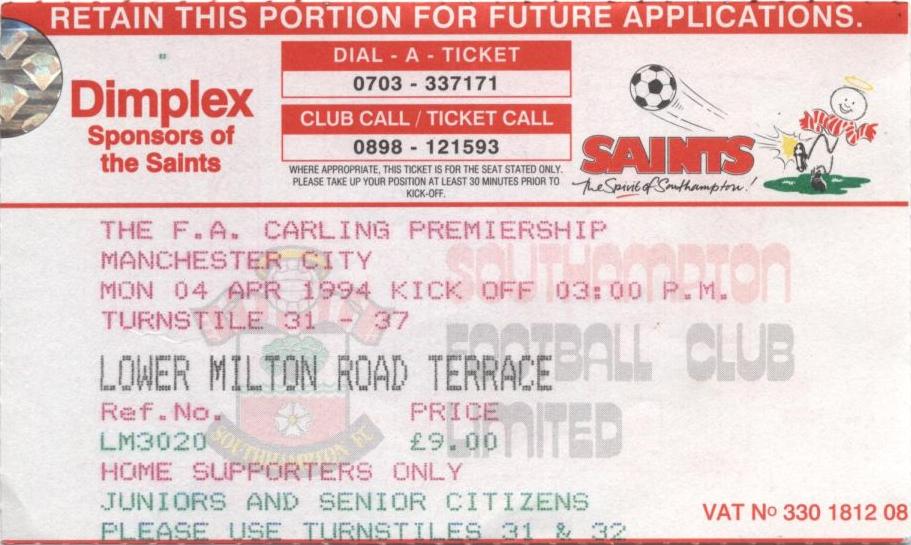 RETAIN THIS PORTION FOR FUTURE APPLICATIONS.
Dimplex
Sponsors of
the Saints
DIAL - A - TICKET
0703 - 337171
CLUB CALL / TICKET CALL
0898 - 121593
WHERE APPROPRIATE, THIS TICKET IS FOR THE SEAT STATED ONLY.
PLEASE TAKE UP YOUR POSITION AT LEAST 30 MINUTES PRIOR TO
KICK-OFF.
SAINTS
The Spirit of Southampton!
THE F.A. CARLING PREMIERSHIP
MANCHESTER CITY
MON 04 APR 1994 KICK OFF 03:00 P.M.
TURNSTILE 31 - 37
LOWER MILTON ROAD TERRACE
Ref.No. PRICE
LM3020 £9.00
HOME SUPPORTERS ONLY
JUNIORS AND SENIOR CITIZENS
PLEASE USE TURNSTILES 31 & 32
SOUTHAMPTON
FOOTBALL CLUB
LIMITED
SOUTHAMPTON FC
VAT No 330 1812 08